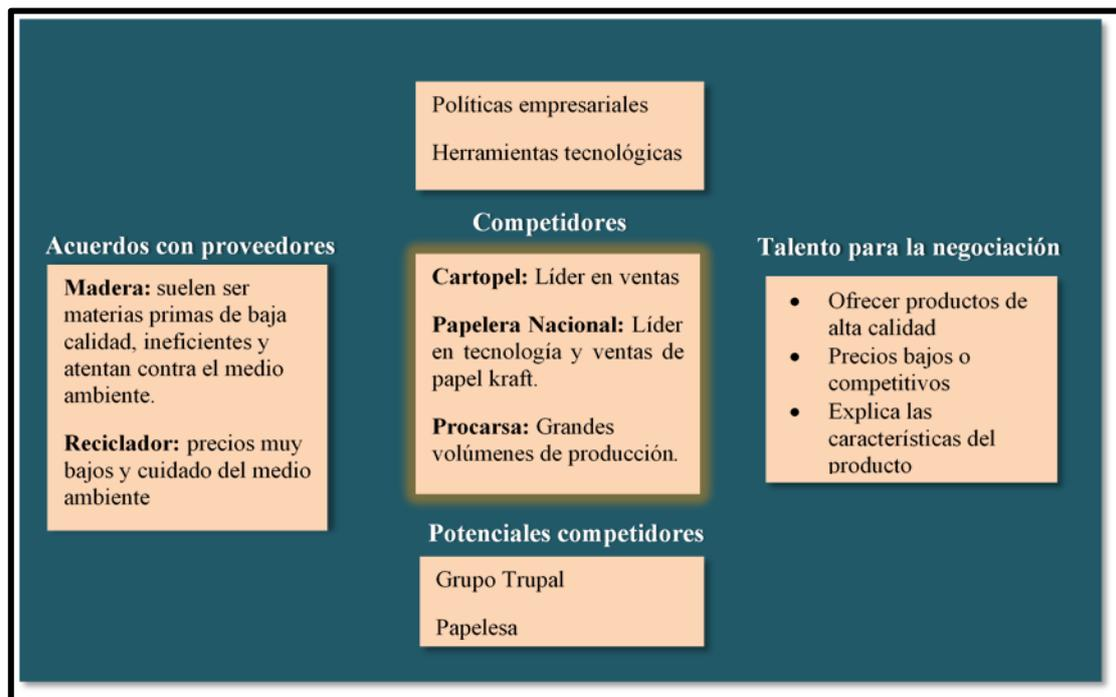 Políticas empresariales
Herramientas tecnológicas
Acuerdos con proveedores
Madera: suelen ser
materias primas de baja
calidad, ineficientes y
atentan contra el medio
ambiente.
Reciclador: precios muy
bajos y cuidado del medio
ambiente
Competidores
Cartopel: Líder en ventas
Papelera Nacional: Líder
en tecnología y ventas de
papel kraft.
Procarsa: Grandes
volúmenes de producción.
Talento para la negociación
• Ofrecer productos de
alta calidad
• Precios bajos o
competitivos
• Explica las
características del
producto
Potenciales competidores
Grupo Trupal
Papelesa